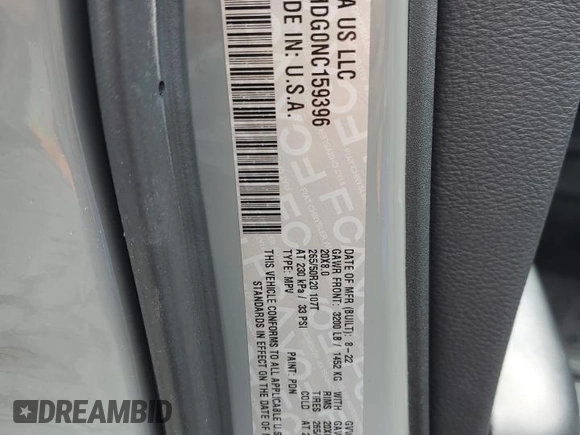 A US LLC
DG0NC159396
DE IN: U.S.A.
DATE OF MFR (BUILT): 8-22
GAWR FRONT: 3200 LB / 1452 KG WITH
20X8.0 RIMS
265/50R20 107T TIRES
AT 230 kPa / 33 PSI COLD
TYPE: MPV PAINT: PDN
THIS VEHICLE CONFORMS TO ALL APPLICABLE U.S
STANDARDS IN EFFECT ON THE DATE OF
DREAMBID